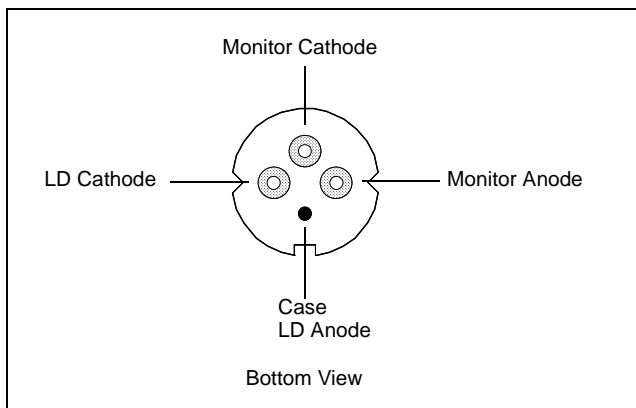 Monitor Cathode
LD Cathode
Monitor Anode
Case
LD Anode
Bottom View